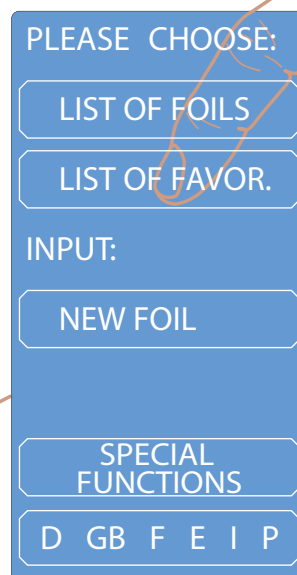 PLEASE CHOOSE:
LIST OF FOILS
LIST OF FAVOR.
INPUT:
NEW FOIL
SPECIAL
FUNCTIONS
D GB F E I P